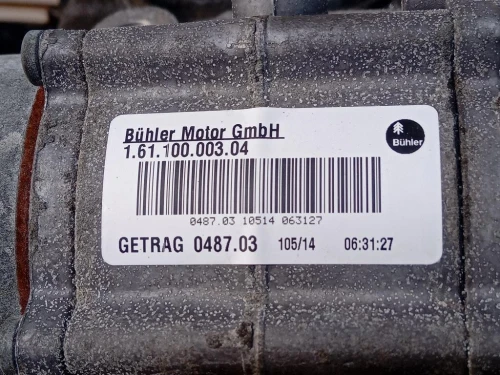 Bühler Motor GmbH
1.61.100.003.04
Bühler
0487.03 10514 063127
GETRAG 0487.03 105/14 06:31:27